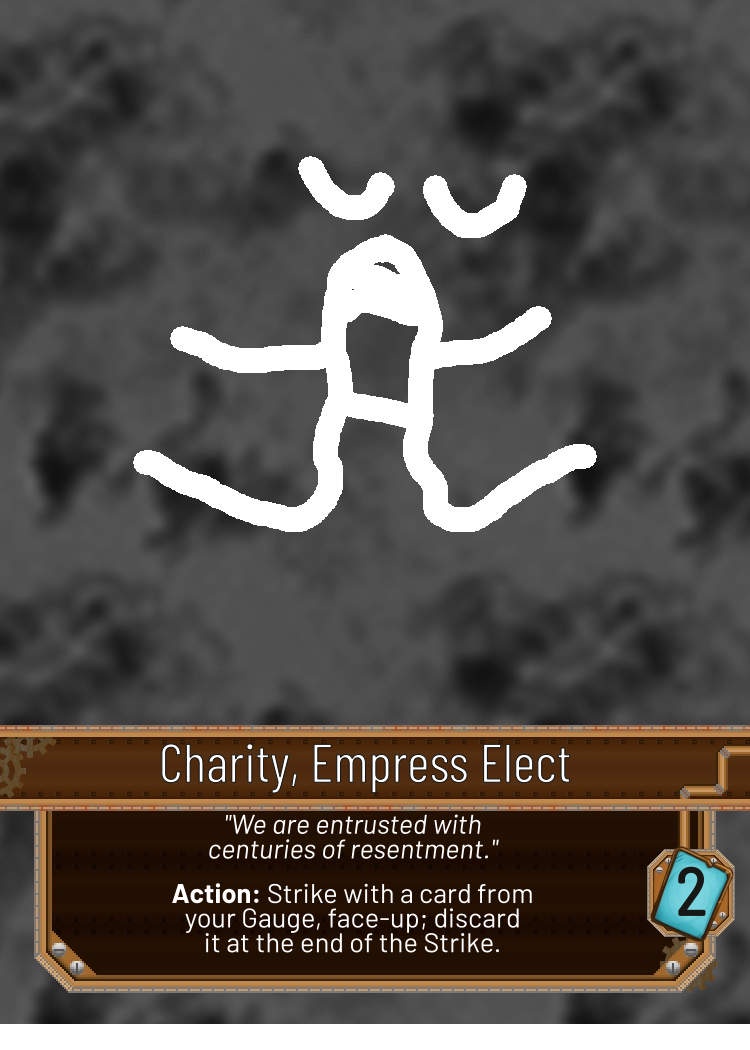 Charity, Empress Elect
"We are entrusted with
centuries of resentment."
Action: Strike with a card from
your Gauge, face-up; discard
it at the end of the Strike.
2